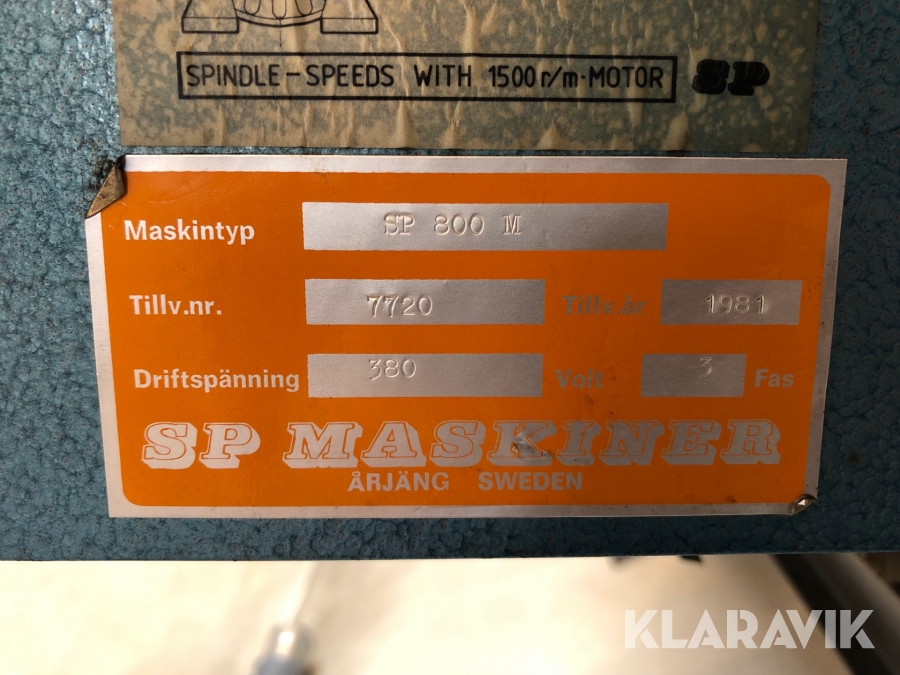 SPINDLE-SPEEDS WITH 1500 r/m-MOTOR SP
Maskintyp SP 800 M
Tillv.nr. 7720 Tillv.år 1981
Driftspänning 380 Volt 3 Fas
SP MASKINER
ÅRJÄNG SWEDEN
KLARAVIK